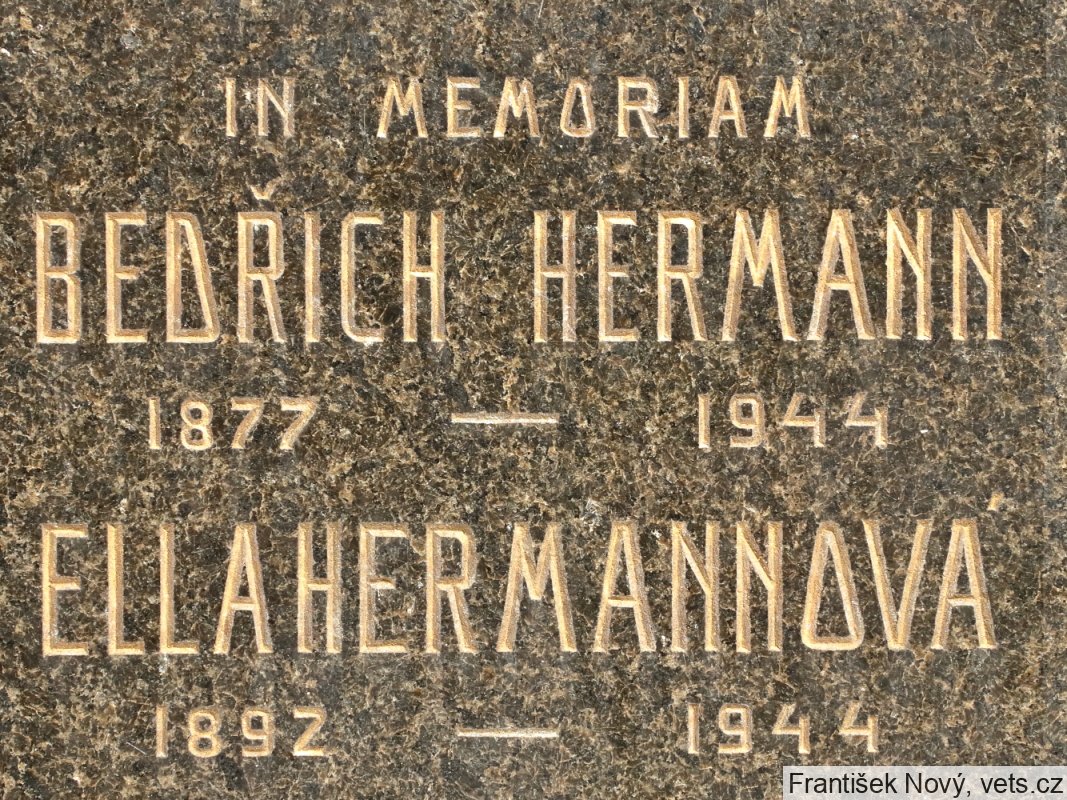 IN MEMORIAM
BEDŘICH HERMANN
1877 — 1944
ELLA HERMANNOVÁ
1892 — 1944
František Nový, vets.cz